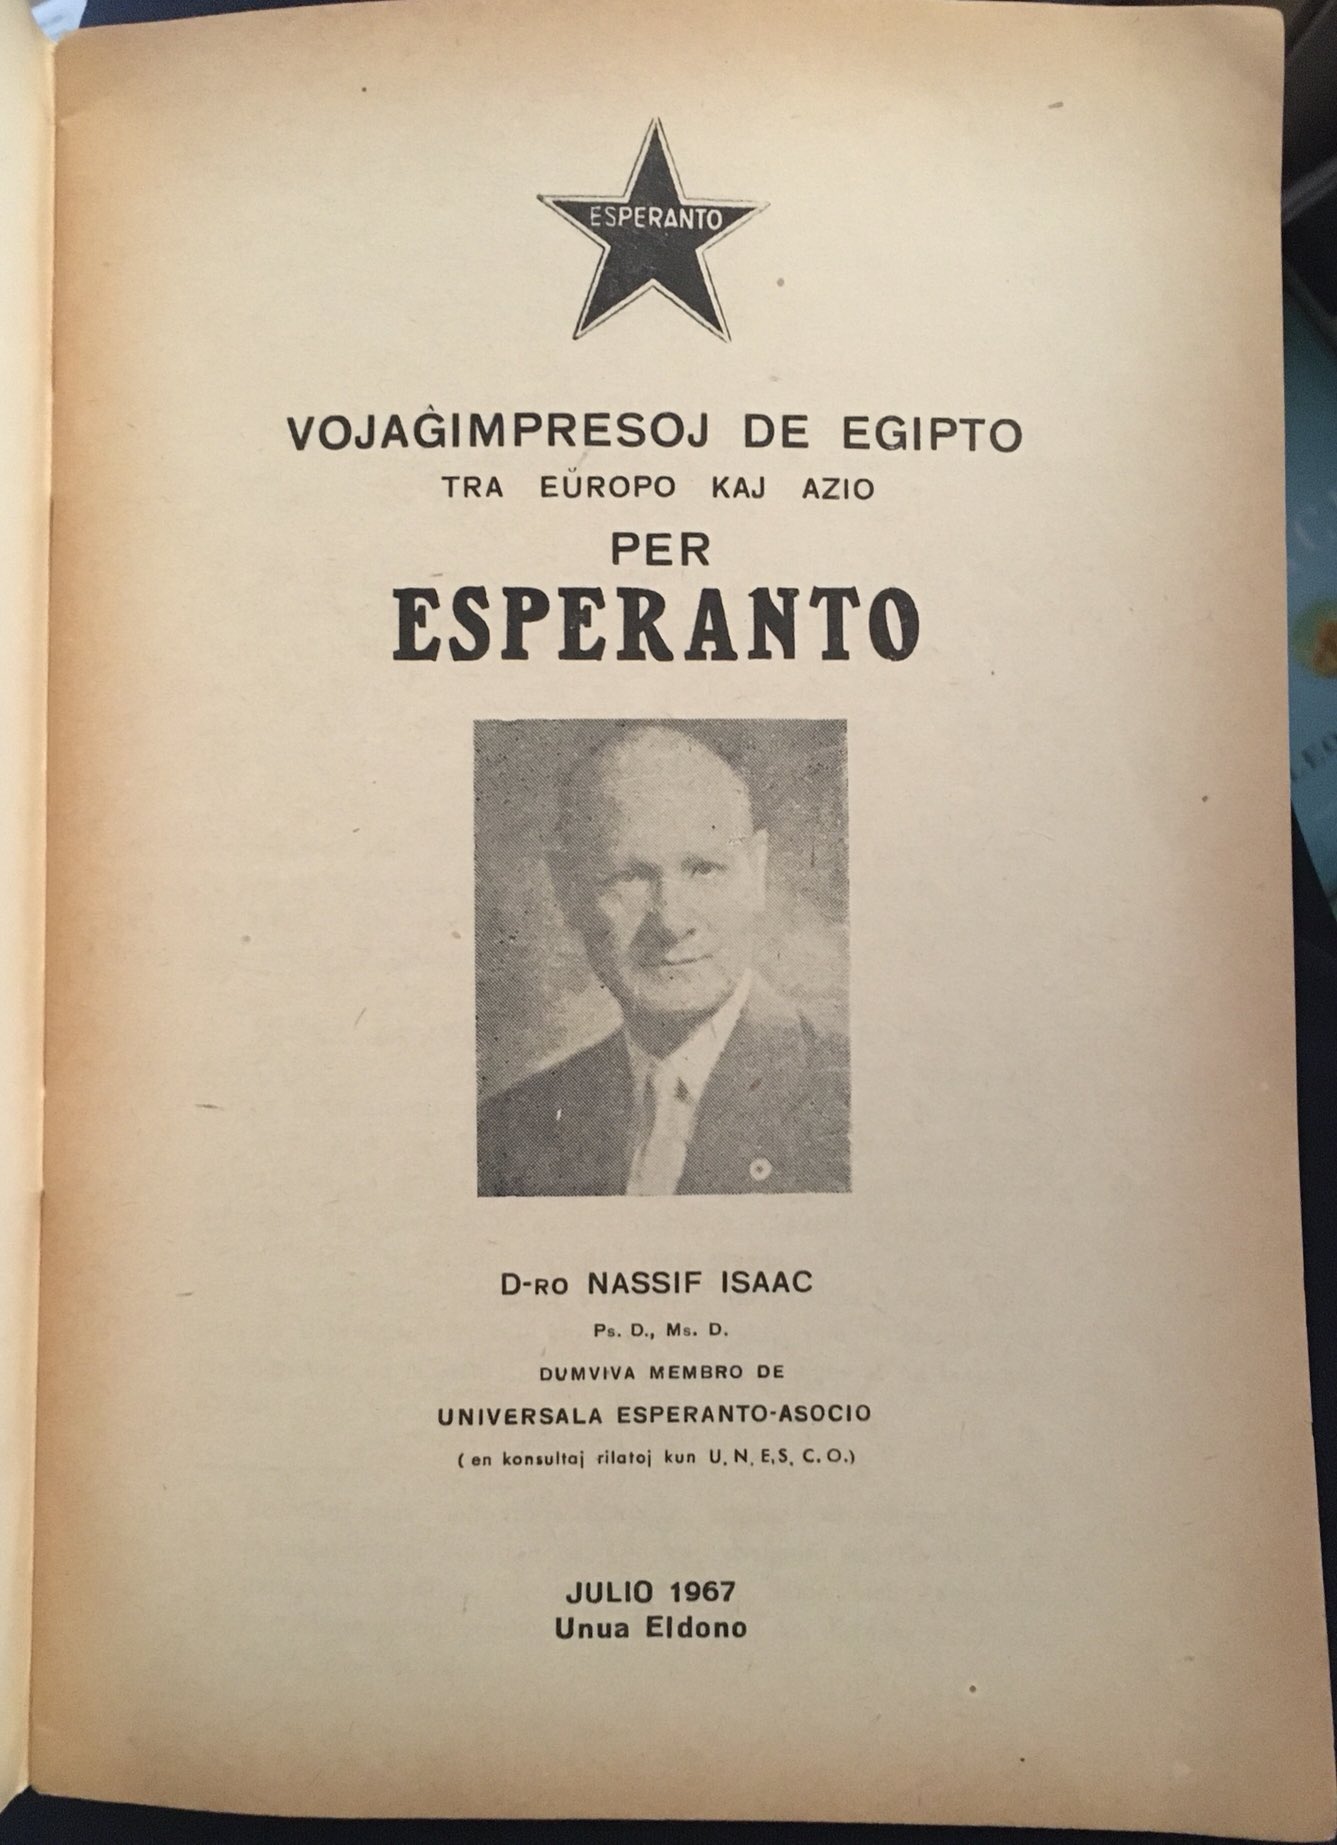 ESPERANTO
VOJAĜIMPRESOJ DE EGIPTO
TRA EŬROPO KAJ AZIO
PER
ESPERANTO
D-RO NASSIF ISAAC
Ps. D., Ms. D.
DUMVIVA MEMBRO DE
UNIVERSALA ESPERANTO-ASOCIO
( en konsultaj rilatoj kun U. N. E.S. C. O.)
JULIO 1967
Unua Eldono